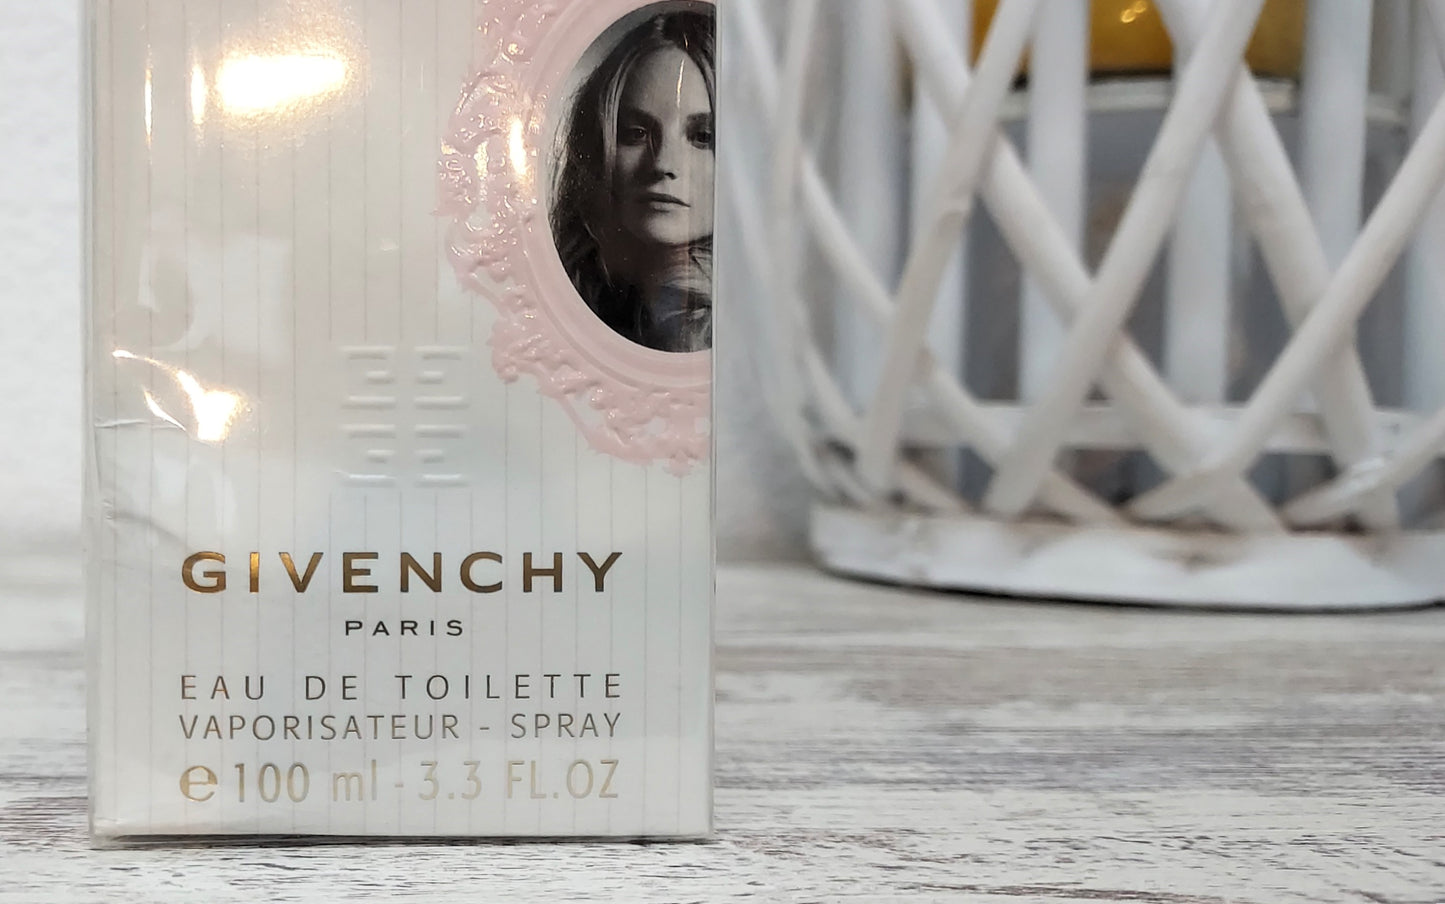 GIVENCHY
PARIS
EAU DE TOILETTE
VAPORISATEUR - SPRAY
℮ 100 ml - 3.3 FL.OZ